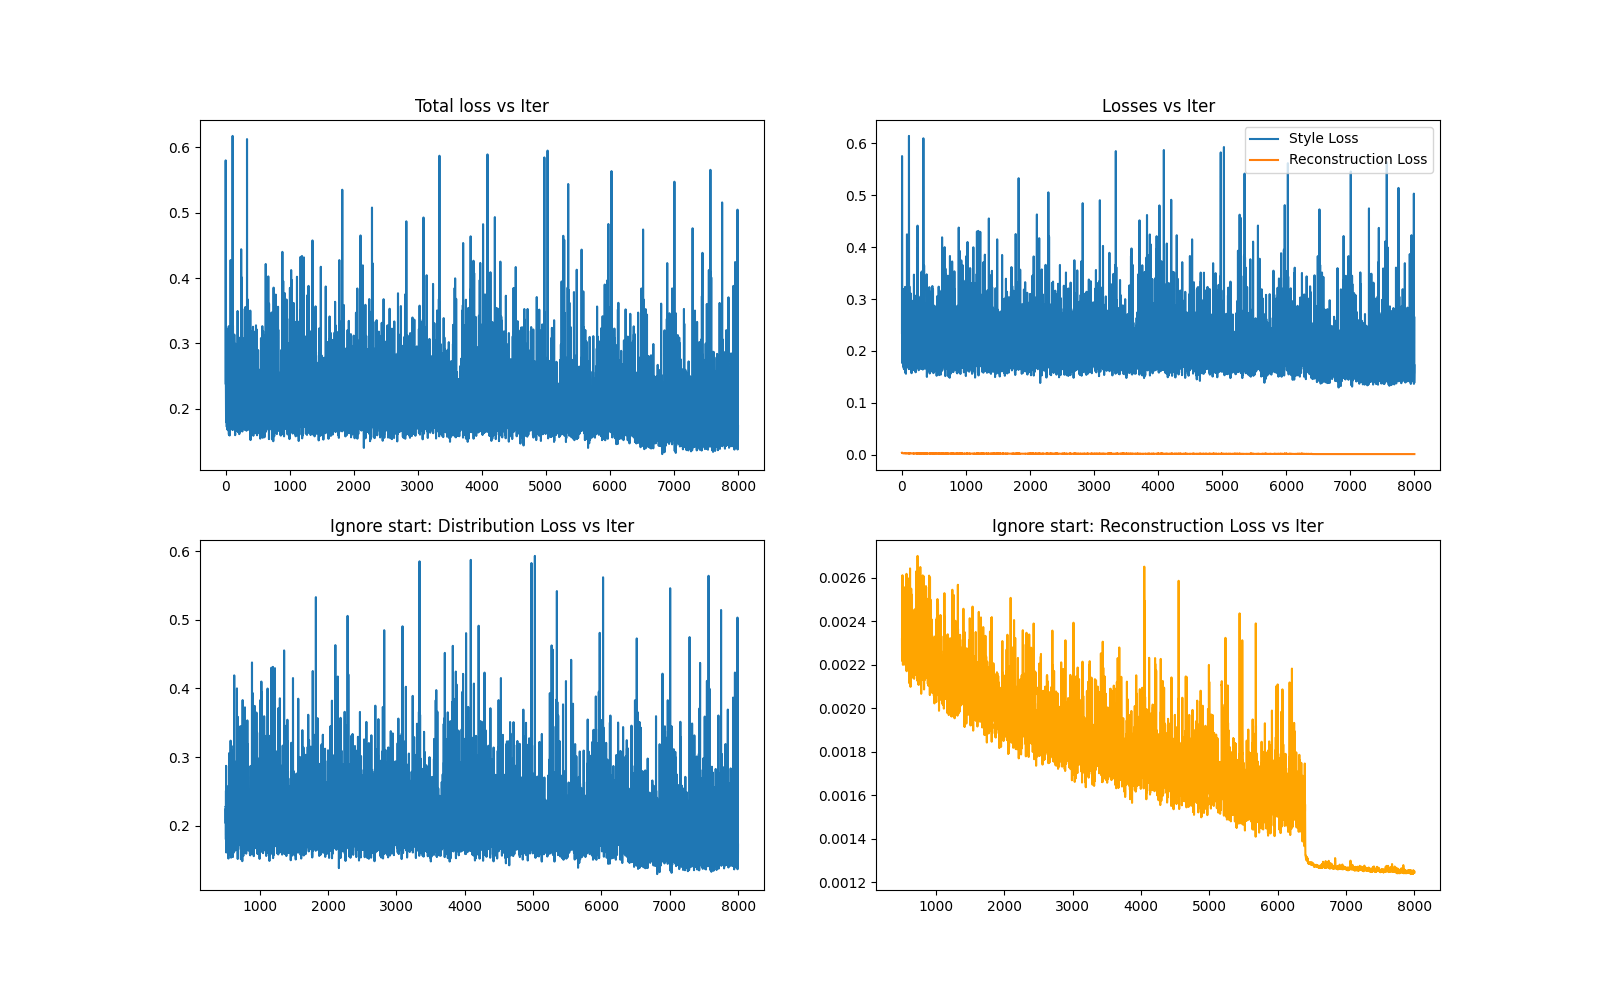 Total loss vs Iter
0.6
0.5
0.4
0.3
0.2
0 1000 2000 3000 4000 5000 6000 7000 8000
Losses vs Iter
Style Loss
Reconstruction Loss
0.6
0.5
0.4
0.3
0.2
0.1
0.0
0 1000 2000 3000 4000 5000 6000 7000 8000
Ignore start: Distribution Loss vs Iter
0.6
0.5
0.4
0.3
0.2
1000 2000 3000 4000 5000 6000 7000 8000
Ignore start: Reconstruction Loss vs Iter
0.0026
0.0024
0.0022
0.0020
0.0018
0.0016
0.0014
0.0012
1000 2000 3000 4000 5000 6000 7000 8000